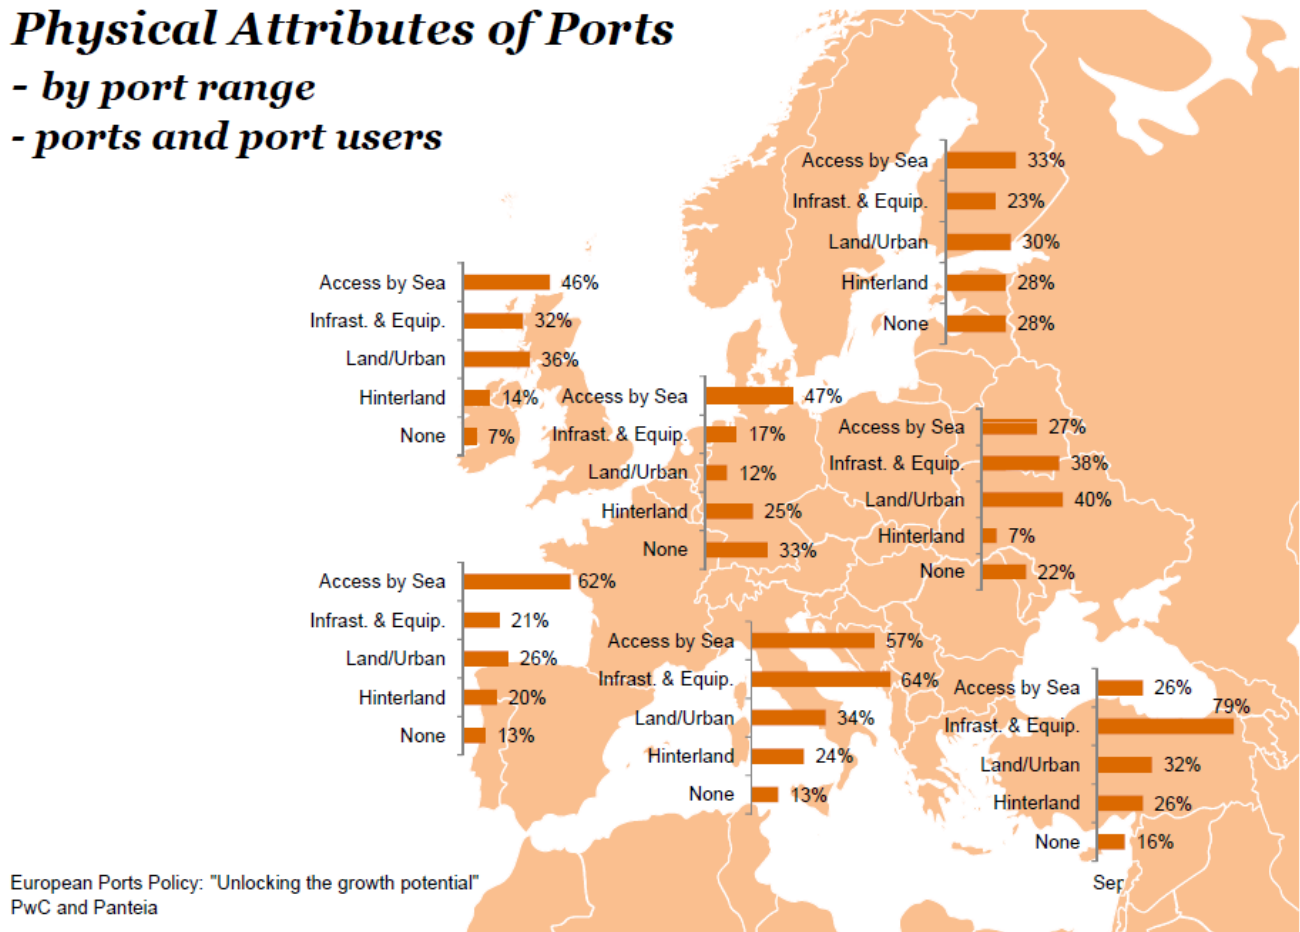 Physical Attributes of Ports
- by port range
- ports and port users
Access by Sea 33%
Infrast. & Equip. 23%
Land/Urban 30%
Hinterland 28%
None 28%
Access by Sea 46%
Infrast. & Equip. 32%
Land/Urban 36%
Hinterland 14%
None 7%
Access by Sea 47%
Infrast. & Equip. 17%
Land/Urban 12%
Hinterland 25%
None 33%
Access by Sea 27%
Infrast. & Equip. 38%
Land/Urban 40%
Hinterland 7%
None 22%
Access by Sea 62%
Infrast. & Equip. 21%
Land/Urban 26%
Hinterland 20%
None 13%
Access by Sea 57%
Infrast. & Equip. 64%
Land/Urban 34%
Hinterland 24%
None 13%
Access by Sea 26%
Infrast. & Equip. 79%
Land/Urban 32%
Hinterland 26%
None 16%
Sep
European Ports Policy: "Unlocking the growth potential"
PwC and Panteia